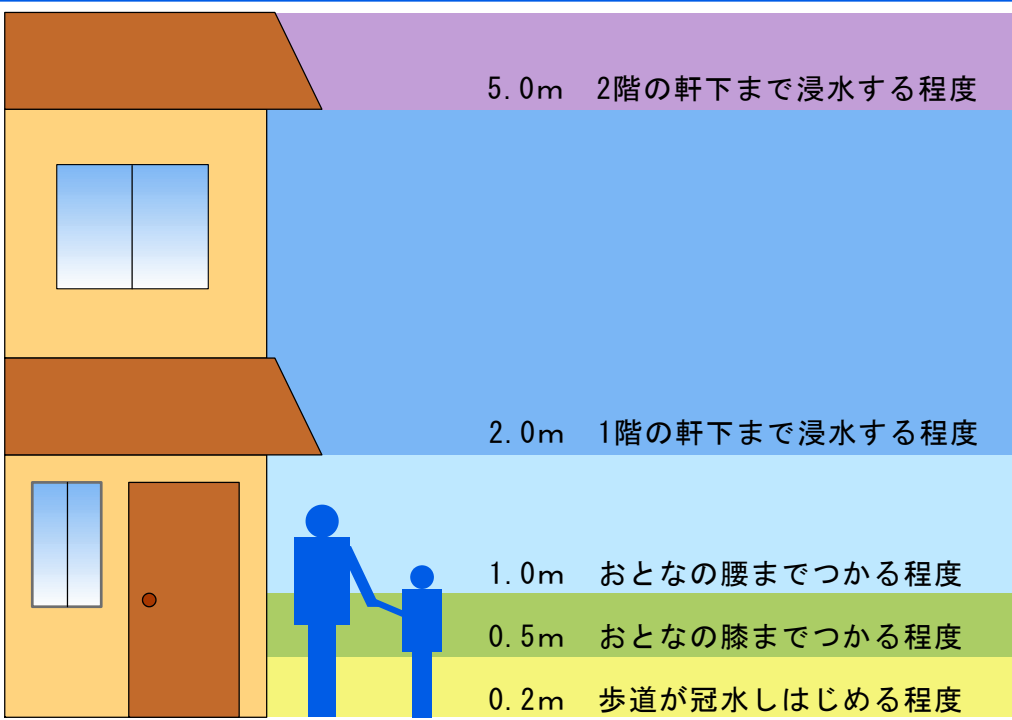 5.0m　2階の軒下まで浸水する程度
2.0m　1階の軒下まで浸水する程度
1.0m　おとなの腰までつかる程度
0.5m　おとなの膝までつかる程度
0.2m　歩道が冠水しはじめる程度